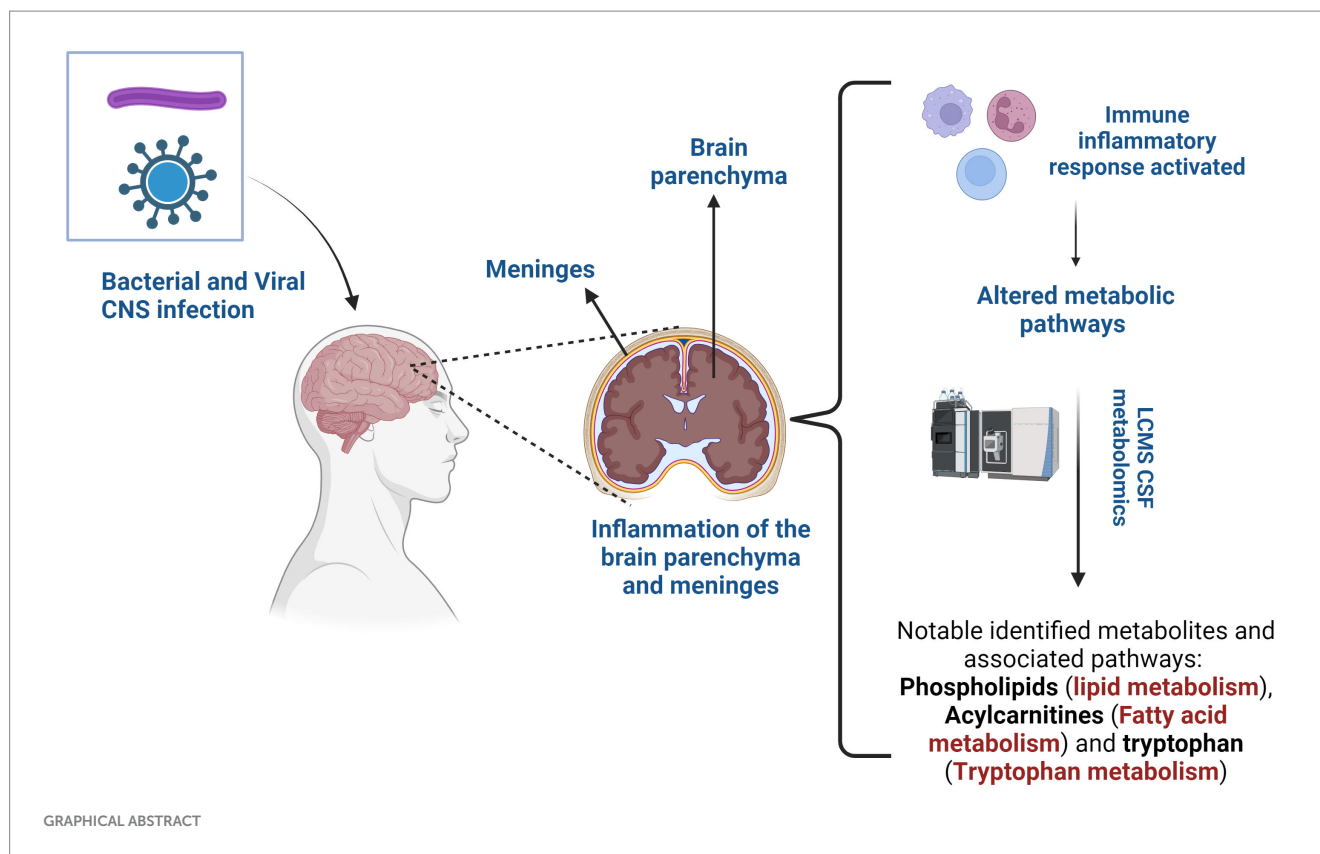 Bacterial and Viral
CNS infection
Meninges
Brain
parenchyma
Inflammation of the
brain parenchyma
and meninges
Immune
inflammatory
response activated
Altered metabolic
pathways
LCMS CSF
metabolomics
Notable identified metabolites and
associated pathways:
Phospholipids (lipid metabolism),
Acylcarnitines (Fatty acid
metabolism) and tryptophan
(Tryptophan metabolism)
GRAPHICAL ABSTRACT